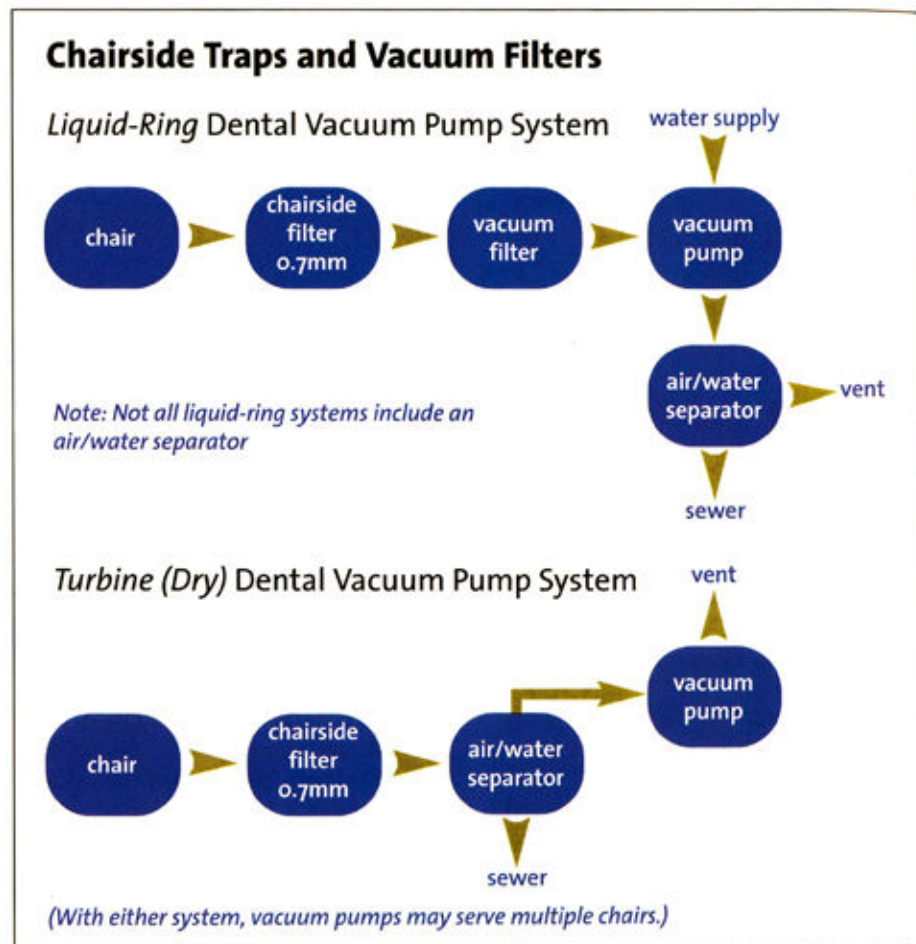 Chairside Traps and Vacuum Filters
Liquid-Ring Dental Vacuum Pump System
water supply
chair
chairside
filter
0.7mm
vacuum
filter
vacuum
pump
air/water
separator
vent
Note: Not all liquid-ring systems include an
air/water separator
sewer
Turbine (Dry) Dental Vacuum Pump System
vent
vacuum
pump
chair
chairside
filter
0.7mm
air/water
separator
sewer
(With either system, vacuum pumps may serve multiple chairs.)